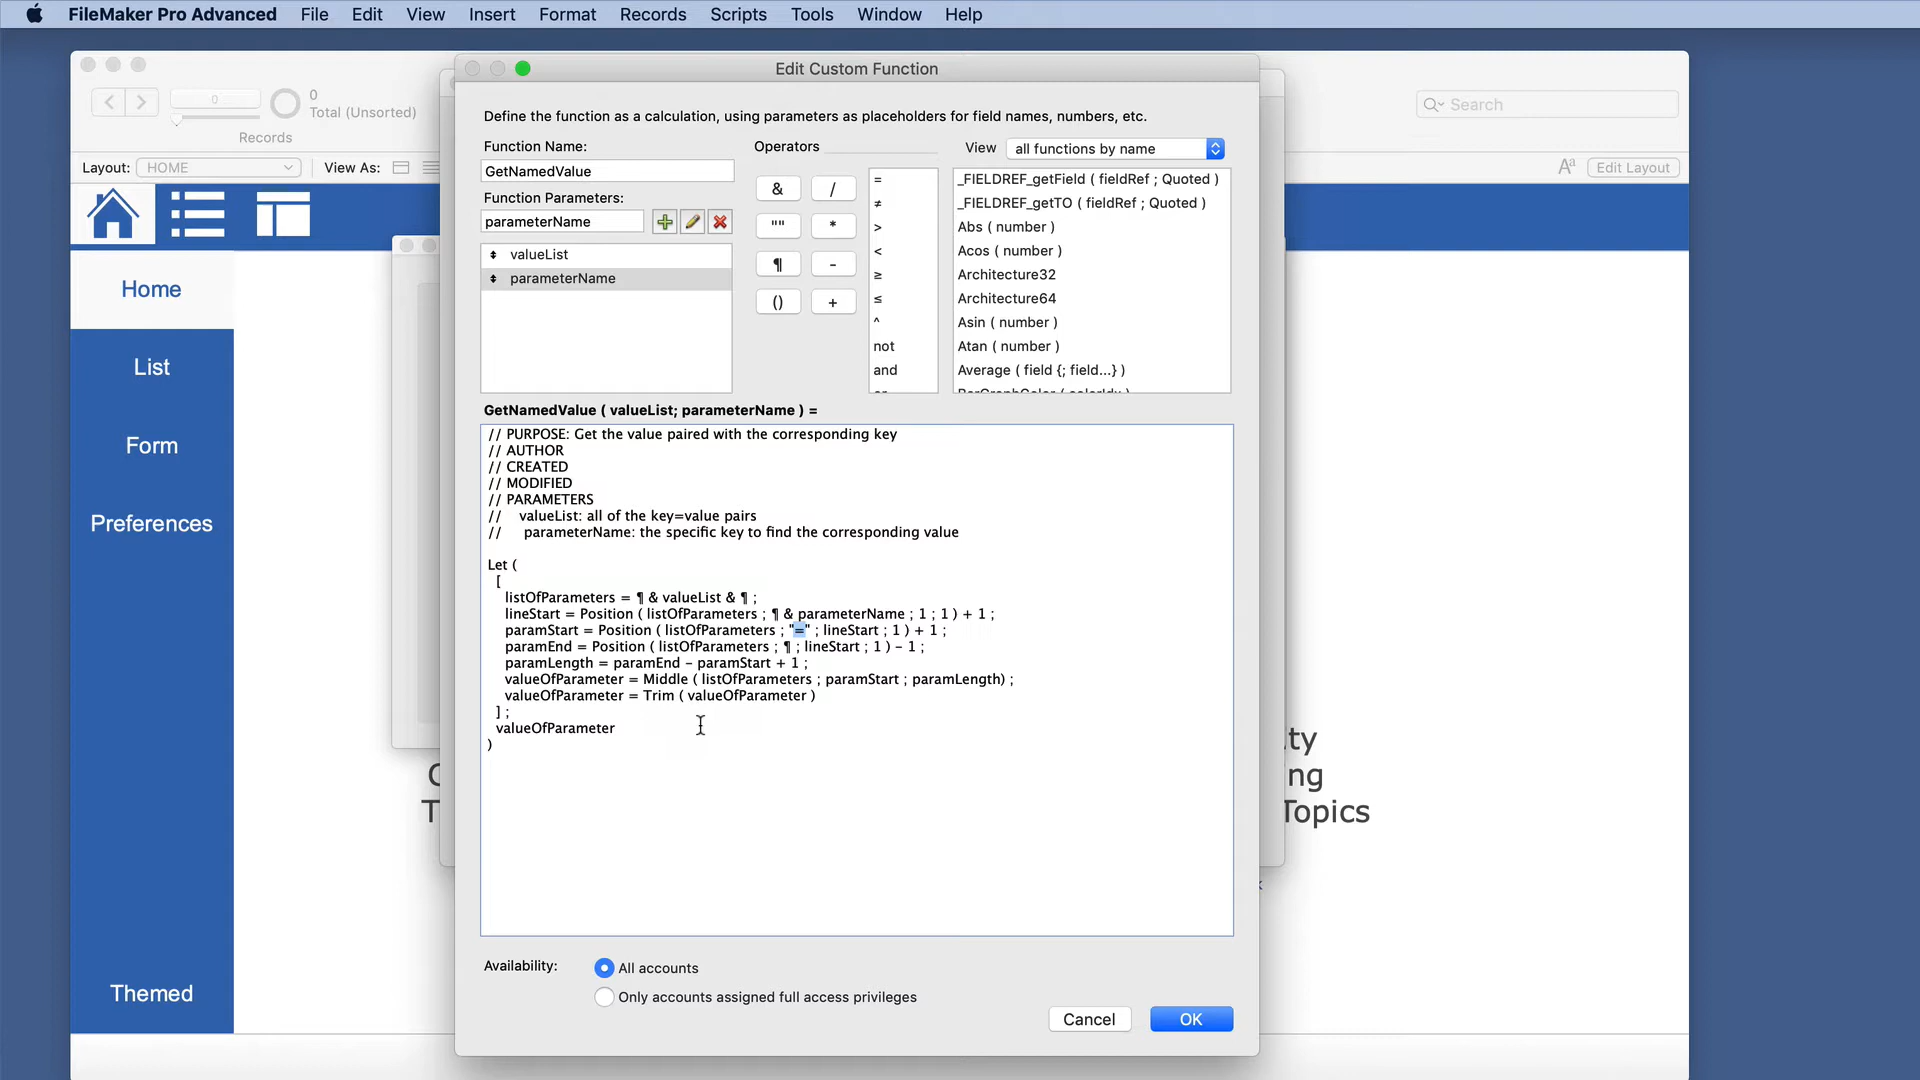 FileMaker Pro Advanced File Edit View Insert Format Records Scripts Tools Window Help
Edit Custom Function
0
0
Total (Unsorted)
Records
Search
Layout: HOME View As:
Aa Edit Layout
Home
List
Form
Preferences
Themed
Define the function as a calculation, using parameters as placeholders for field names, numbers, etc.
Function Name:
GetNamedValue
Function Parameters:
parameterName
valueList
parameterName
Operators
& /
"" *
¶ -
() +
=
≠
>
<
≥
≤
^
not
and
View all functions by name
_FIELDREF_getField ( fieldRef ; Quoted )
_FIELDREF_getTO ( fieldRef ; Quoted )
Abs ( number )
Acos ( number )
Architecture32
Architecture64
Asin ( number )
Atan ( number )
Average ( field {; field...} )
GetNamedValue ( valueList; parameterName ) =
// PURPOSE: Get the value paired with the corresponding key
// AUTHOR
// CREATED
// MODIFIED
// PARAMETERS
// valueList: all of the key=value pairs
// parameterName: the specific key to find the corresponding value
Let (
[
listOfParameters = ¶ & valueList & ¶ ;
lineStart = Position ( listOfParameters ; ¶ & parameterName ; 1 ; 1 ) + 1 ;
paramStart = Position ( listOfParameters ; "=" ; lineStart ; 1 ) + 1 ;
paramEnd = Position ( listOfParameters ; ¶ ; lineStart ; 1 ) - 1 ;
paramLength = paramEnd - paramStart + 1 ;
valueOfParameter = Middle ( listOfParameters ; paramStart ; paramLength) ;
valueOfParameter = Trim ( valueOfParameter )
] ;
valueOfParameter
)
ty
ng
Topics
Availability:
All accounts
Only accounts assigned full access privileges
Cancel OK